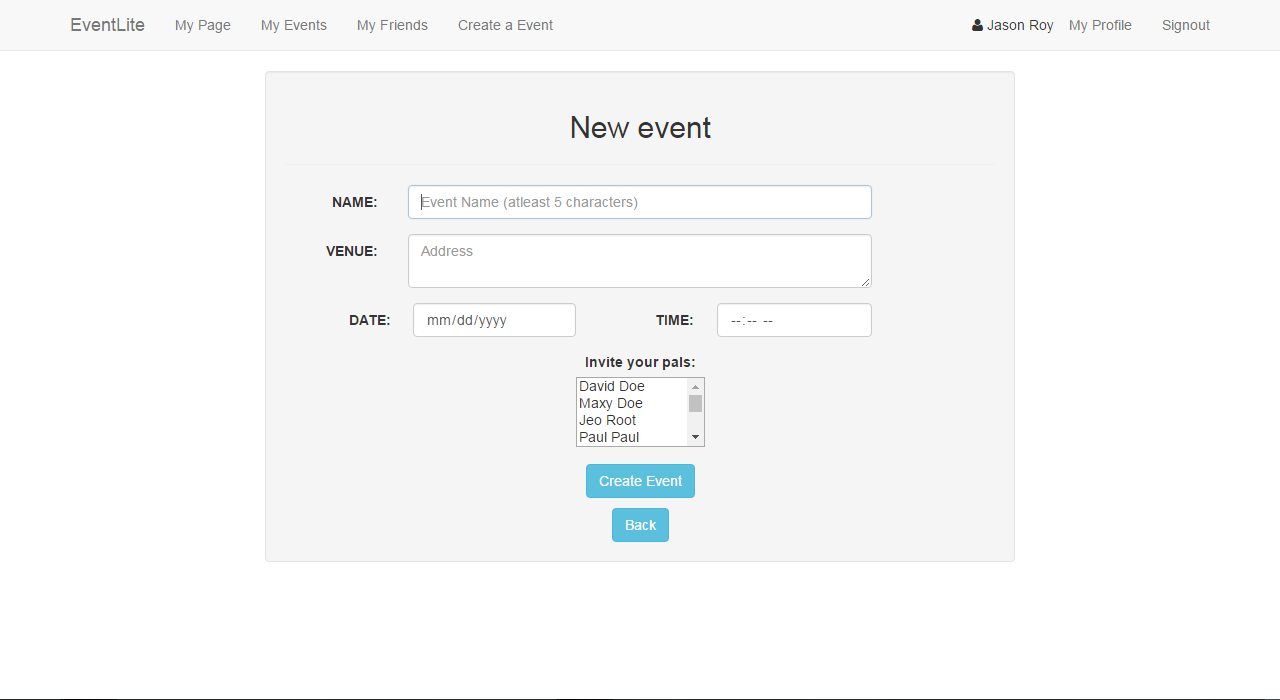 EventLite My Page My Events My Friends Create a Event Jason Roy My Profile Signout
New event
NAME: Event Name (atleast 5 characters)
VENUE: Address
DATE: mm/dd/yyyy TIME: --:-- --
Invite your pals:
David Doe
Maxy Doe
Jeo Root
Paul Paul
Create Event
Back